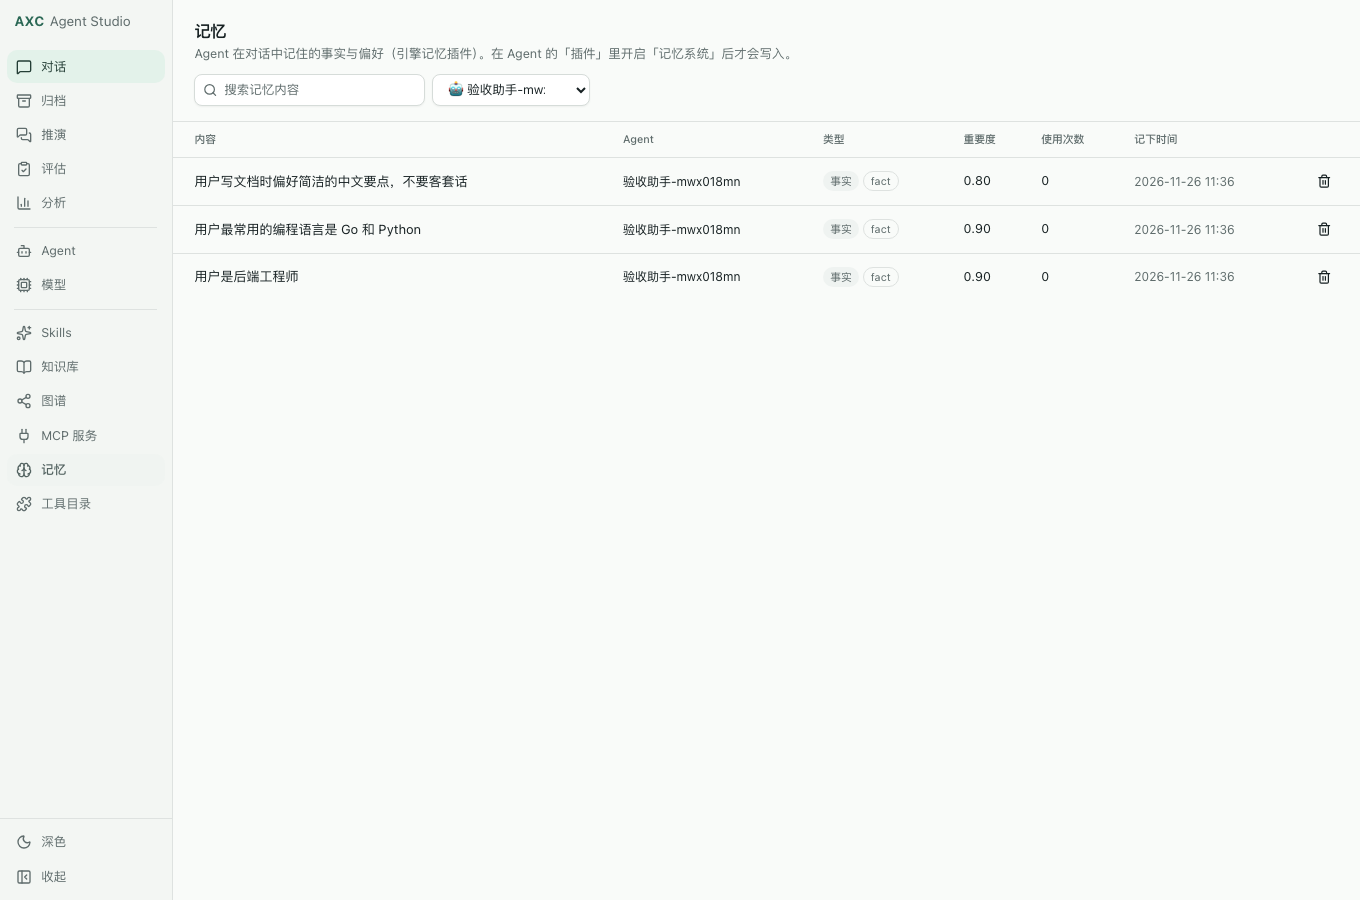 AXC Agent Studio
对话
归档
推演
评估
分析
Agent
模型
Skills
知识库
图谱
MCP 服务
记忆
工具目录
深色
收起
记忆
Agent 在对话中记住的事实与偏好（引擎记忆插件）。在 Agent 的「插件」里开启「记忆系统」后才会写入。
搜索记忆内容
验收助手-mw
内容 Agent 类型 重要度 使用次数 记下时间
用户写文档时偏好简洁的中文要点，不要客套话 验收助手-mwx018mn 事实 fact 0.80 0 2026-11-26 11:36
用户最常用的编程语言是 Go 和 Python 验收助手-mwx018mn 事实 fact 0.90 0 2026-11-26 11:36
用户是后端工程师 验收助手-mwx018mn 事实 fact 0.90 0 2026-11-26 11:36